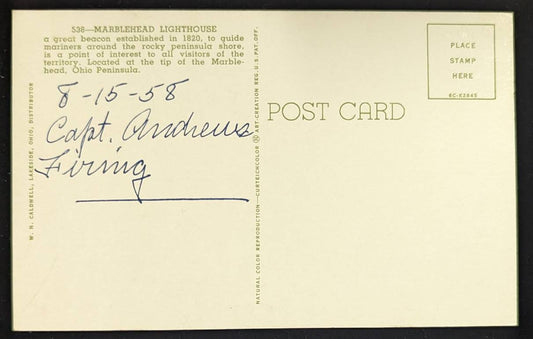 538—MARBLEHEAD LIGHTHOUSE
a great beacon established in 1820, to guide
mariners around the rocky peninsula shore,
is a point of interest to all visitors of the
territory. Located at the tip of the Marble-
head, Ohio Peninsula.
8-15-58
Capt. Andrews
Firing
W. N. CALDWELL, LAKESIDE, OHIO, DISTRIBUTOR
NATURAL COLOR REPRODUCTION—CURTEICHCOLOR ® ART-CREATION REG. U.S. PAT. OFF.
POST CARD
PLACE
STAMP
HERE
6C-K2645